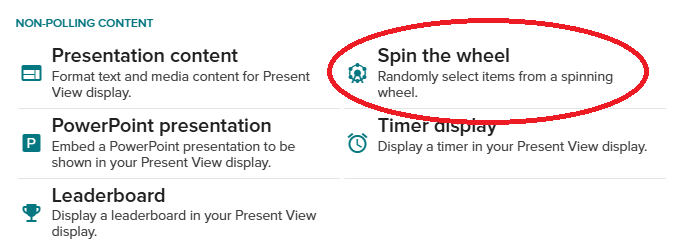 NON-POLLING CONTENT
Presentation content
Format text and media content for Present
View display.
Spin the wheel
Randomly select items from a spinning
wheel.
PowerPoint presentation
Embed a PowerPoint presentation to be
shown in your Present View display.
Timer display
Display a timer in your Present View display.
Leaderboard
Display a leaderboard in your Present View
display.